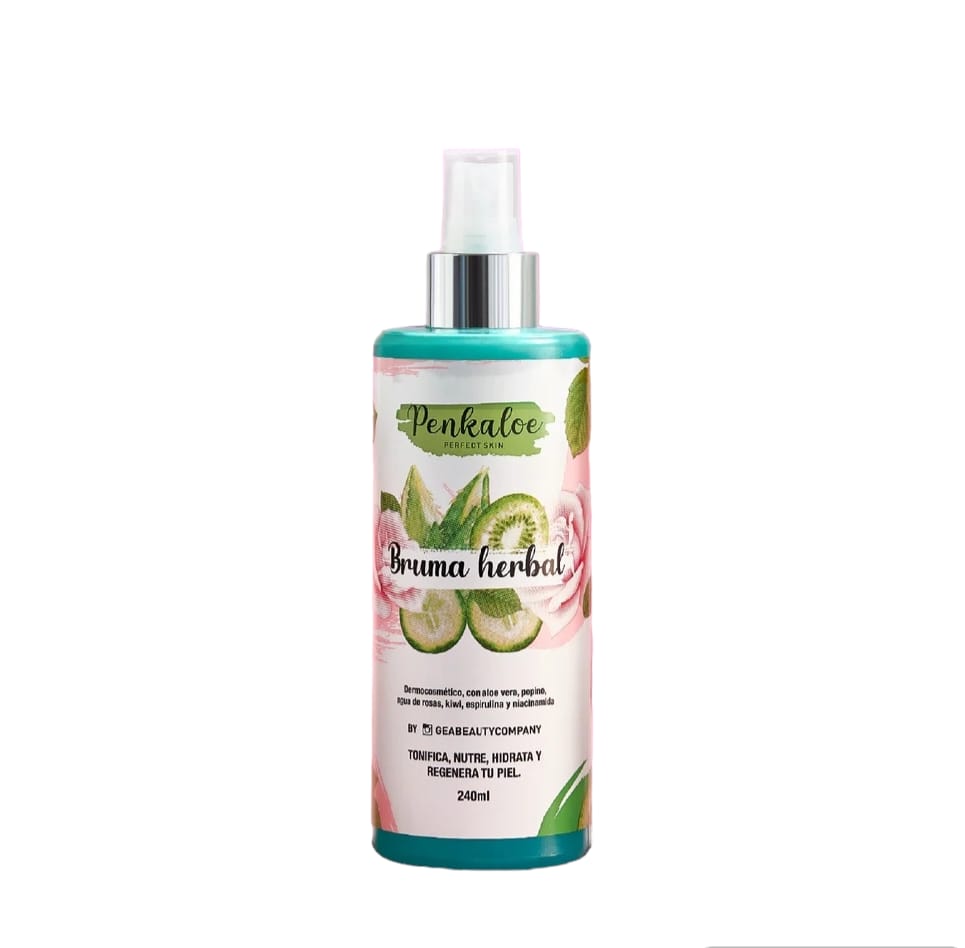 Penkaloe
PERFECT SKIN
Bruma herbal
Dermocosmético, con aloe vera, pepino,
agua de rosas, kiwi, espirulina y niacinamida
BY GEABEAUTYCOMPANY
TONIFICA, NUTRE, HIDRATA Y
REGENERA TU PIEL.
240ml